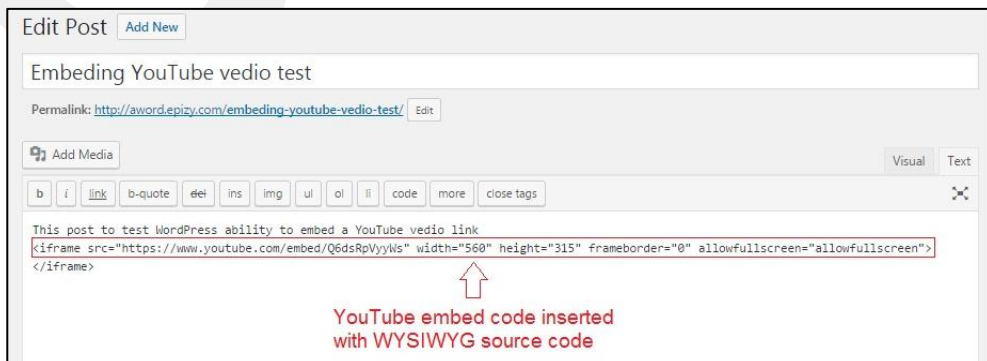 Edit Post Add New
Embeding YouTube vedio test
Permalink: http://aword.epizy.com/embeding-youtube-vedio-test/ Edit
Add Media Visual Text
b i link b-quote del ins img ul ol li code more close tags
This post to test WordPress ability to embed a YouTube vedio link
<iframe src="https://www.youtube.com/embed/Q6dsRpVyyWs" width="560" height="315" frameborder="0" allowfullscreen="allowfullscreen">
</iframe>
YouTube embed code inserted
with WYSIWYG source code